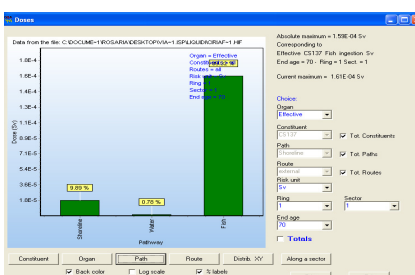 Doses
Data from the file: C:\DOCUME~1\ROSARIA\DESKTOP\VIA~1.ISP\LIQUID\CIRIAF~1.HIF
Organ = Effective
Routes = all
Ring = 1
Sector = 1
End age = 70
Dose (Sv)
1.8E-4
1.6E-4
1.4E-4
1.3E-4
1.1E-4
8.9E-5
7.1E-5
5.4E-5
3.6E-5
1.8E-5
9.89 %
0.78 %
Shoreline
Water
Fish
Pathway
Absolute maximum = 1.59E-04 Sv
Corresponding to
Effective CS137 Fish ingestion Sv
End age = 70 - Ring = 1 Sect. = 1
Current maximum = 1.61E-04 Sv
Choice:
Organ
Effective
Constituent
CS137
Tot. Constituents
Path
Shoreline
Tot. Paths
Route
external
Tot. Routes
Risk unit
Sv
Ring
Sector
1
1
End age
70
Totals
Constituent
Organ
Path
Route
Distrib. XY
Along a sector
Back color
Log scale
% labels